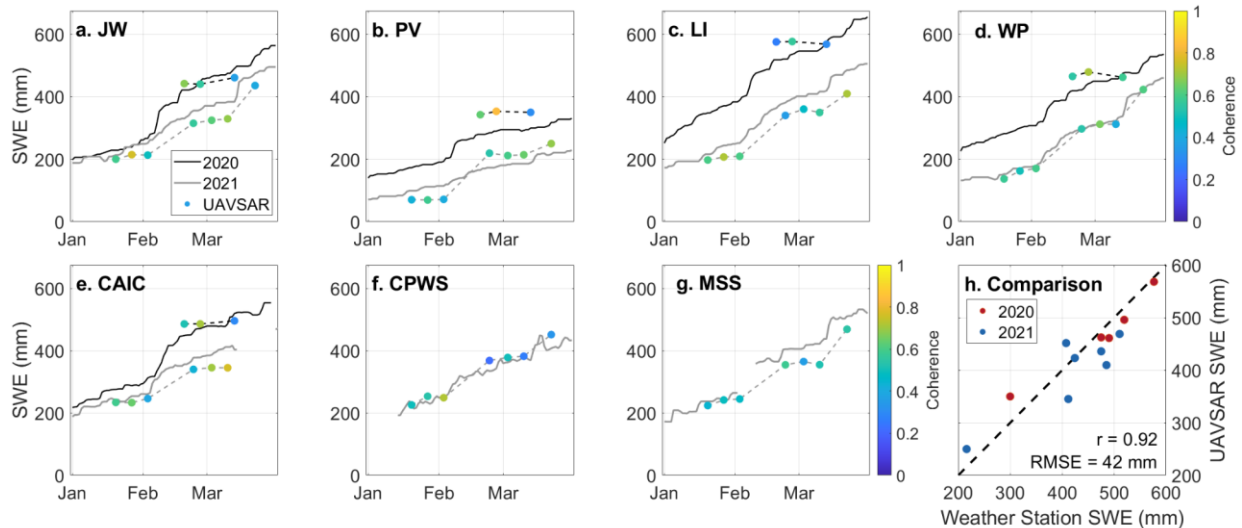 a. JW
b. PV
c. LI
d. WP
600
400
200
0
SWE (mm)
2020
2021
UAVSAR
Jan Feb Mar
600
400
200
0
Jan Feb Mar
600
400
200
0
Jan Feb Mar
600
400
200
0
Jan Feb Mar
1
0.8
0.6
0.4
0.2
0
Coherence
e. CAIC
f. CPWS
g. MSS
h. Comparison
600
400
200
0
SWE (mm)
Jan Feb Mar
600
400
200
0
Jan Feb Mar
600
400
200
0
Jan Feb Mar
1
0.8
0.6
0.4
0.2
0
Coherence
2020
2021
r = 0.92
RMSE = 42 mm
600
500
400
300
200
UAVSAR SWE (mm)
200 300 400 500 600
Weather Station SWE (mm)